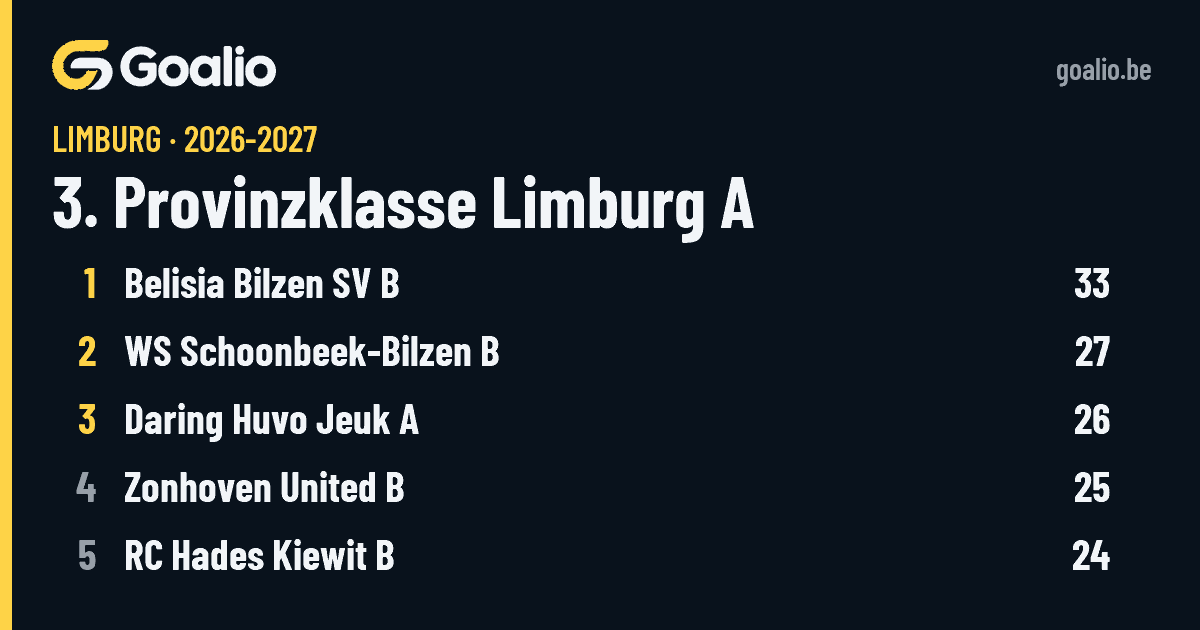 Goalio
goalio.be
LIMBURG · 2026-2027
3. Provinzklasse Limburg A
1 Belisia Bilzen SV B 33
2 WS Schoonbeek-Bilzen B 27
3 Daring Huvo Jeuk A 26
4 Zonhoven United B 25
5 RC Hades Kiewit B 24